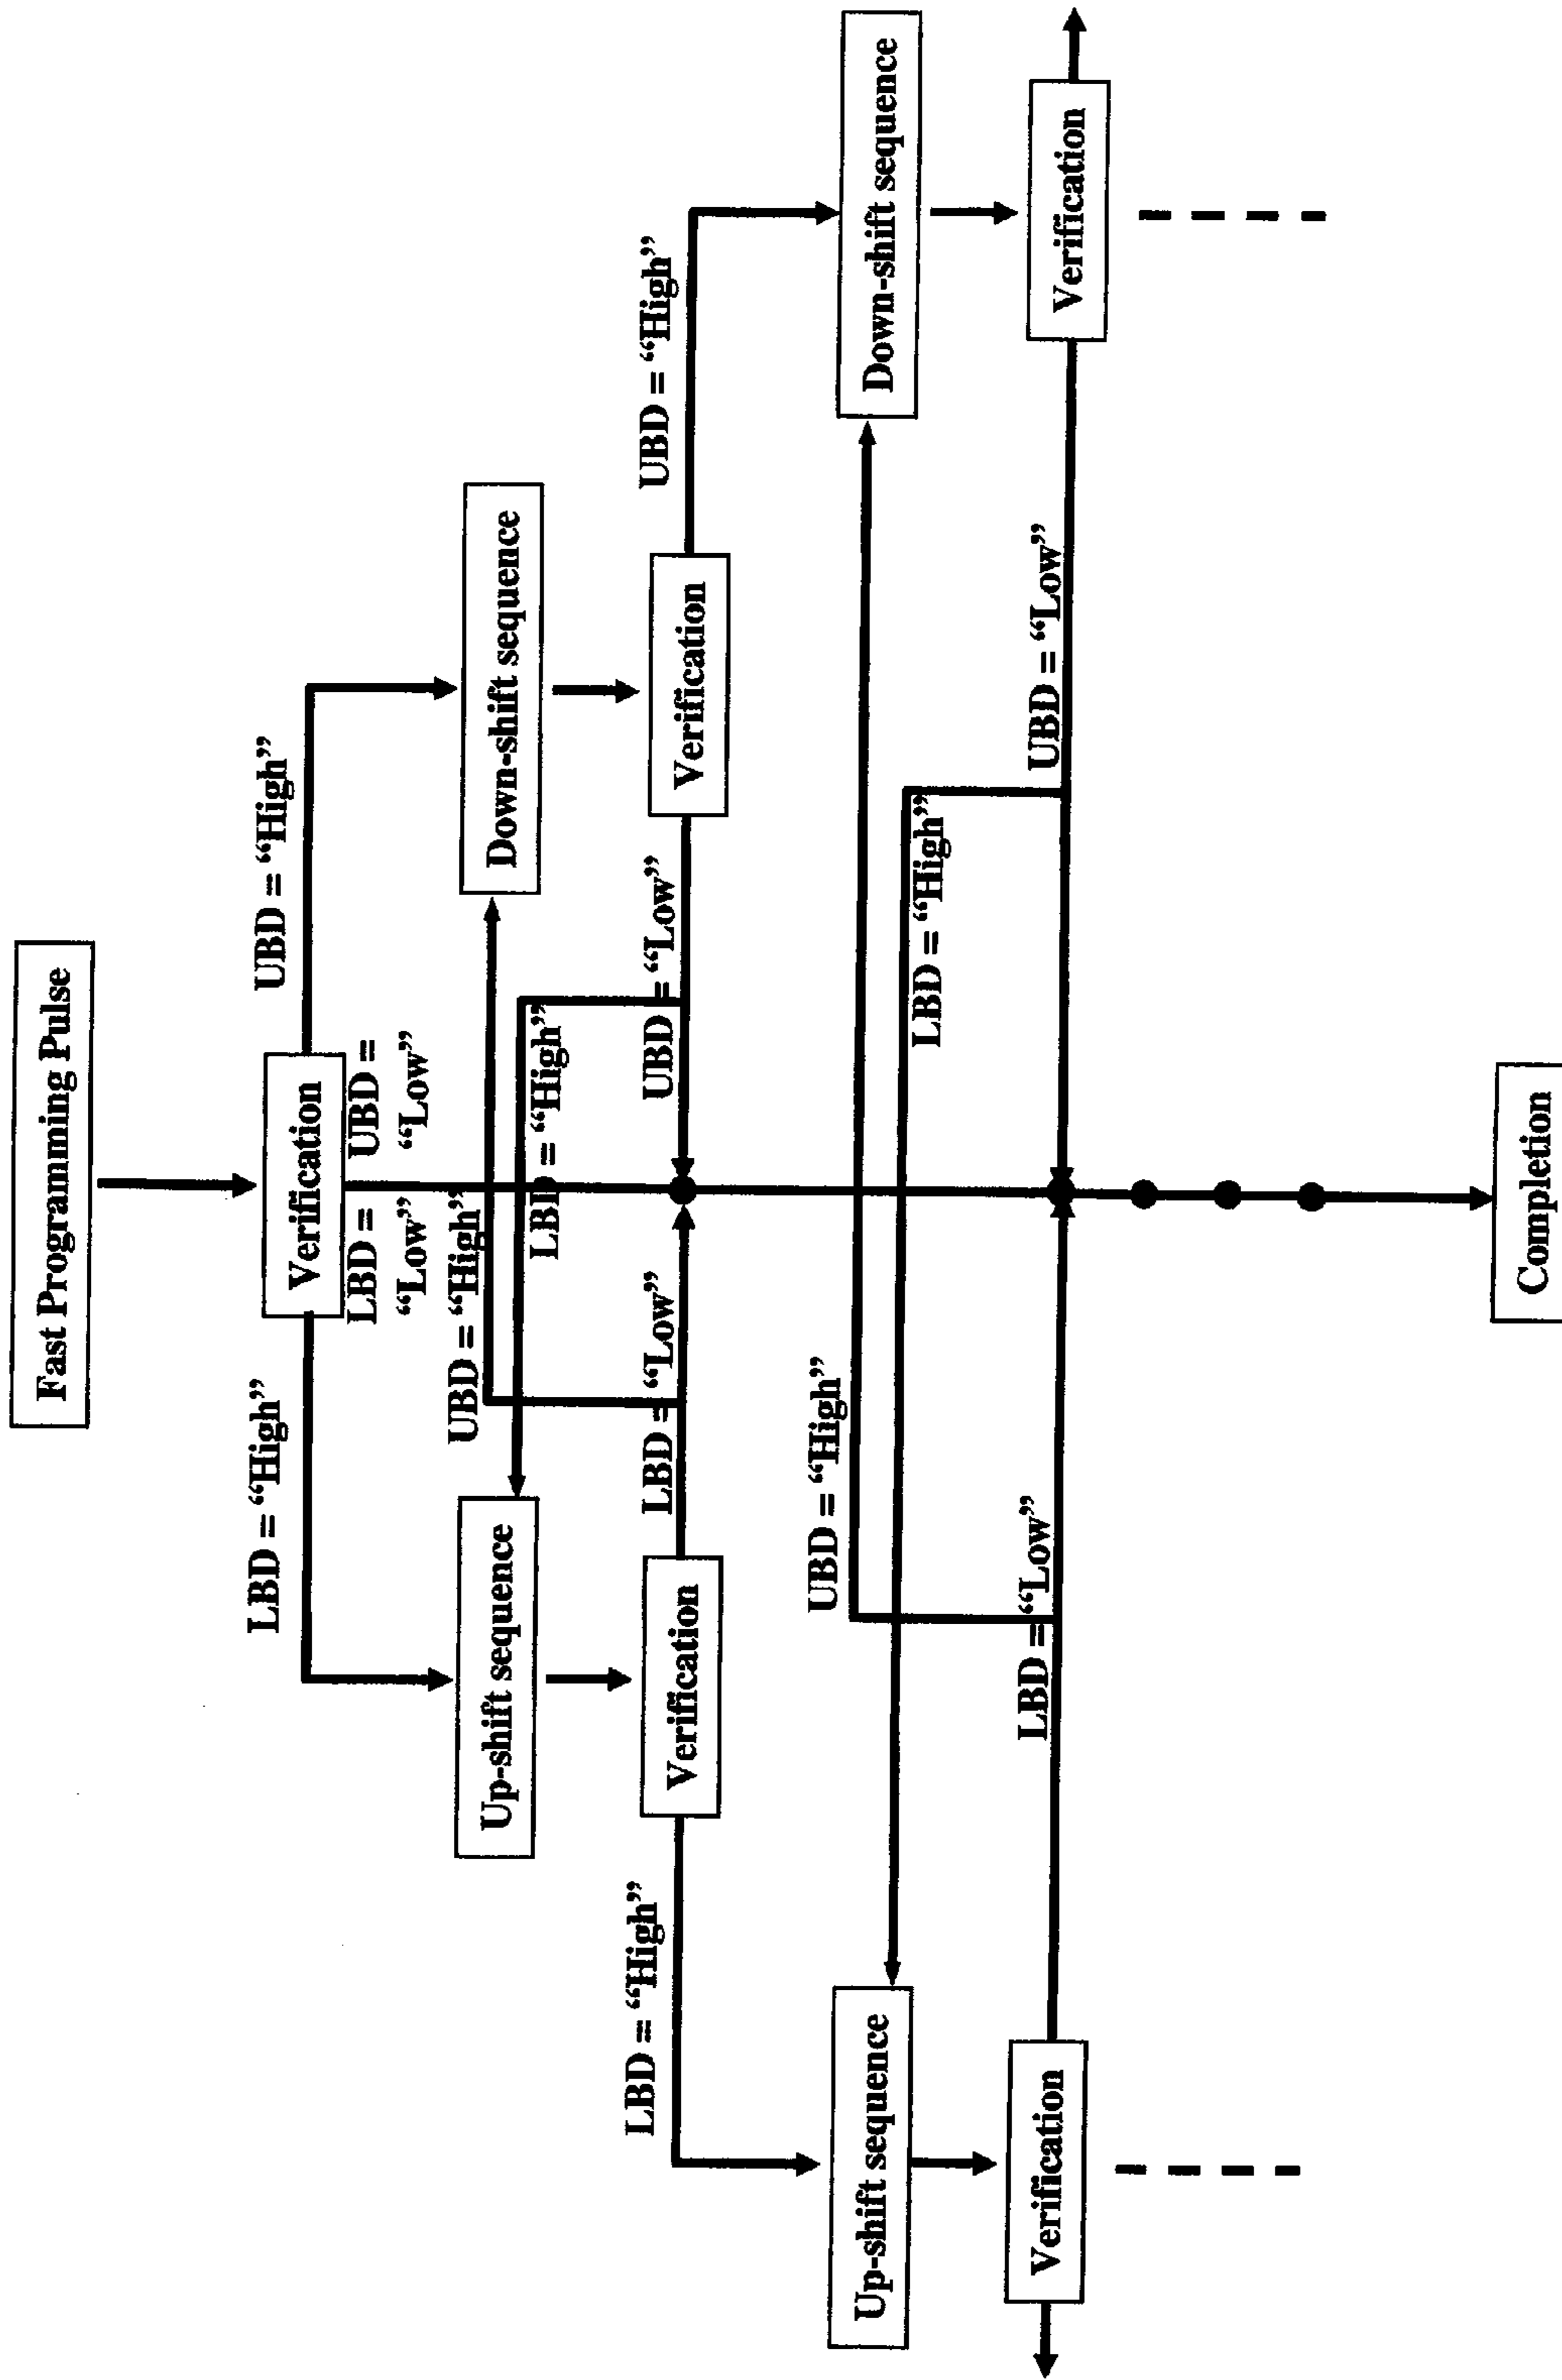 Fast Programming Pulse
Verification
LBD = “High”
UBD = “High”
LBD =
“Low”
UBD =
“Low”
Up-shift sequence
Down-shift sequence
UBD = “High”
LBD = “High”
Verification
Verification
LBD = “High”
LBD = “Low”
UBD = “Low”
UBD = “High”
Up-shift sequence
Down-shift sequence
UBD = “High”
LBD = “High”
Verification
Verification
LBD = “Low”
UBD = “Low”
Completion